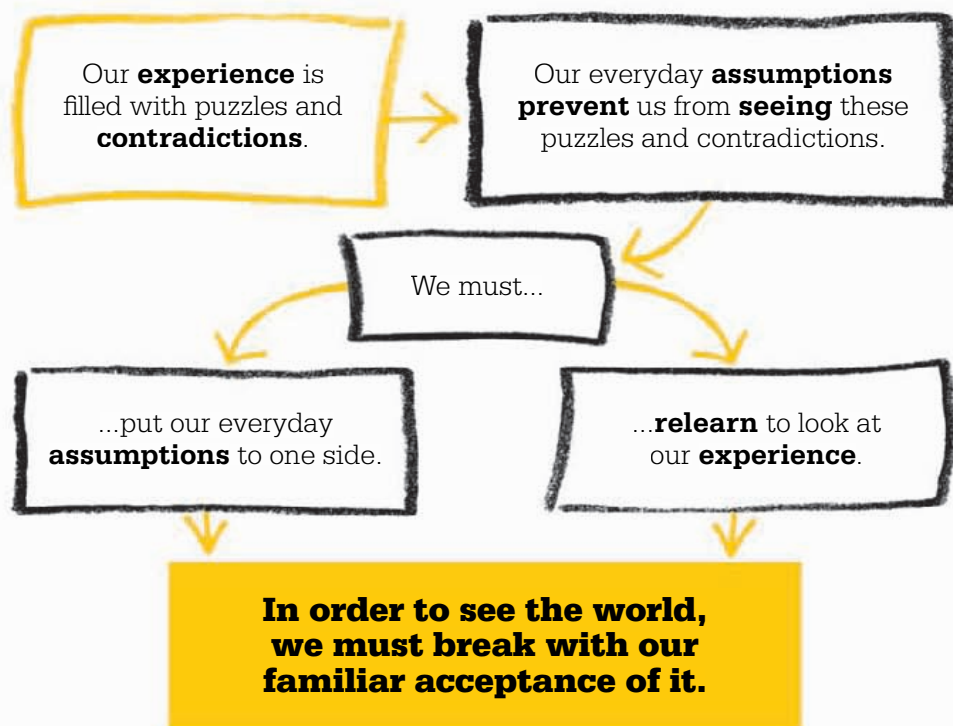 Our experience is
filled with puzzles and
contradictions.
Our everyday assumptions
prevent us from seeing these
puzzles and contradictions.
We must...
...put our everyday
assumptions to one side.
...relearn to look at
our experience.
In order to see the world,
we must break with our
familiar acceptance of it.